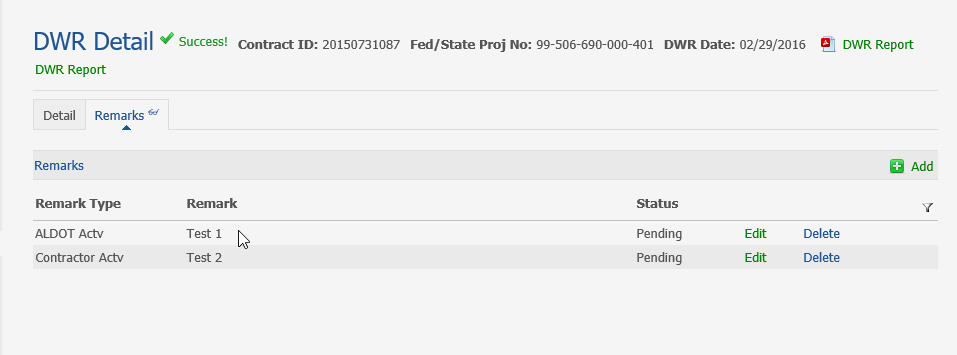 DWR Detail Success! Contract ID: 20150731087 Fed/State Proj No: 99-506-690-000-401 DWR Date: 02/29/2016 DWR Report
DWR Report
Detail Remarks
Remarks Add
Remark Type Remark Status
ALDOT Actv Test 1 Pending Edit Delete
Contractor Actv Test 2 Pending Edit Delete